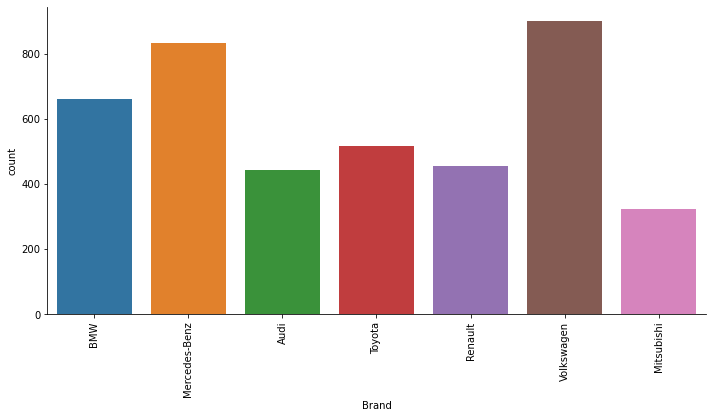 800
600
400
200
0
count
BMW
Mercedes-Benz
Audi
Toyota
Renault
Volkswagen
Mitsubishi
Brand